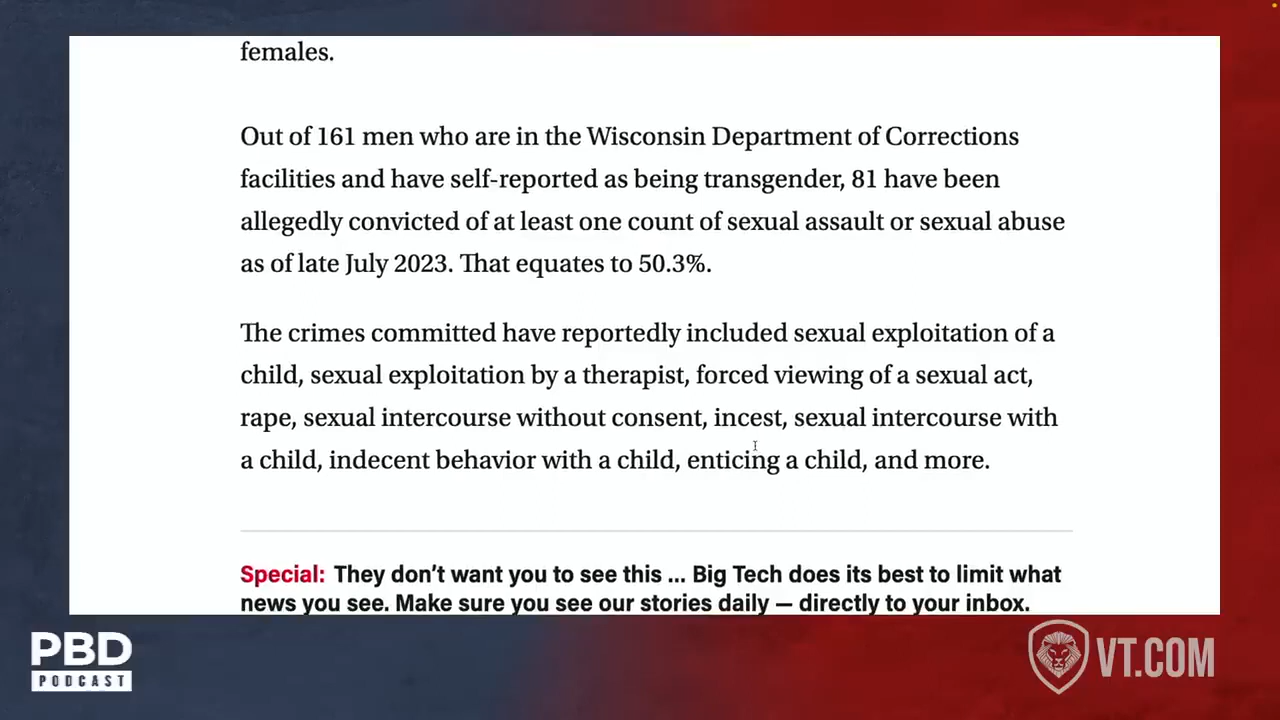 females.
Out of 161 men who are in the Wisconsin Department of Corrections
facilities and have self-reported as being transgender, 81 have been
allegedly convicted of at least one count of sexual assault or sexual abuse
as of late July 2023. That equates to 50.3%.
The crimes committed have reportedly included sexual exploitation of a
child, sexual exploitation by a therapist, forced viewing of a sexual act,
rape, sexual intercourse without consent, incest, sexual intercourse with
a child, indecent behavior with a child, enticing a child, and more.
Special: They don’t want you to see this ... Big Tech does its best to limit what
news you see. Make sure you see our stories daily — directly to your inbox.
PBD
PODCAST
VT.COM